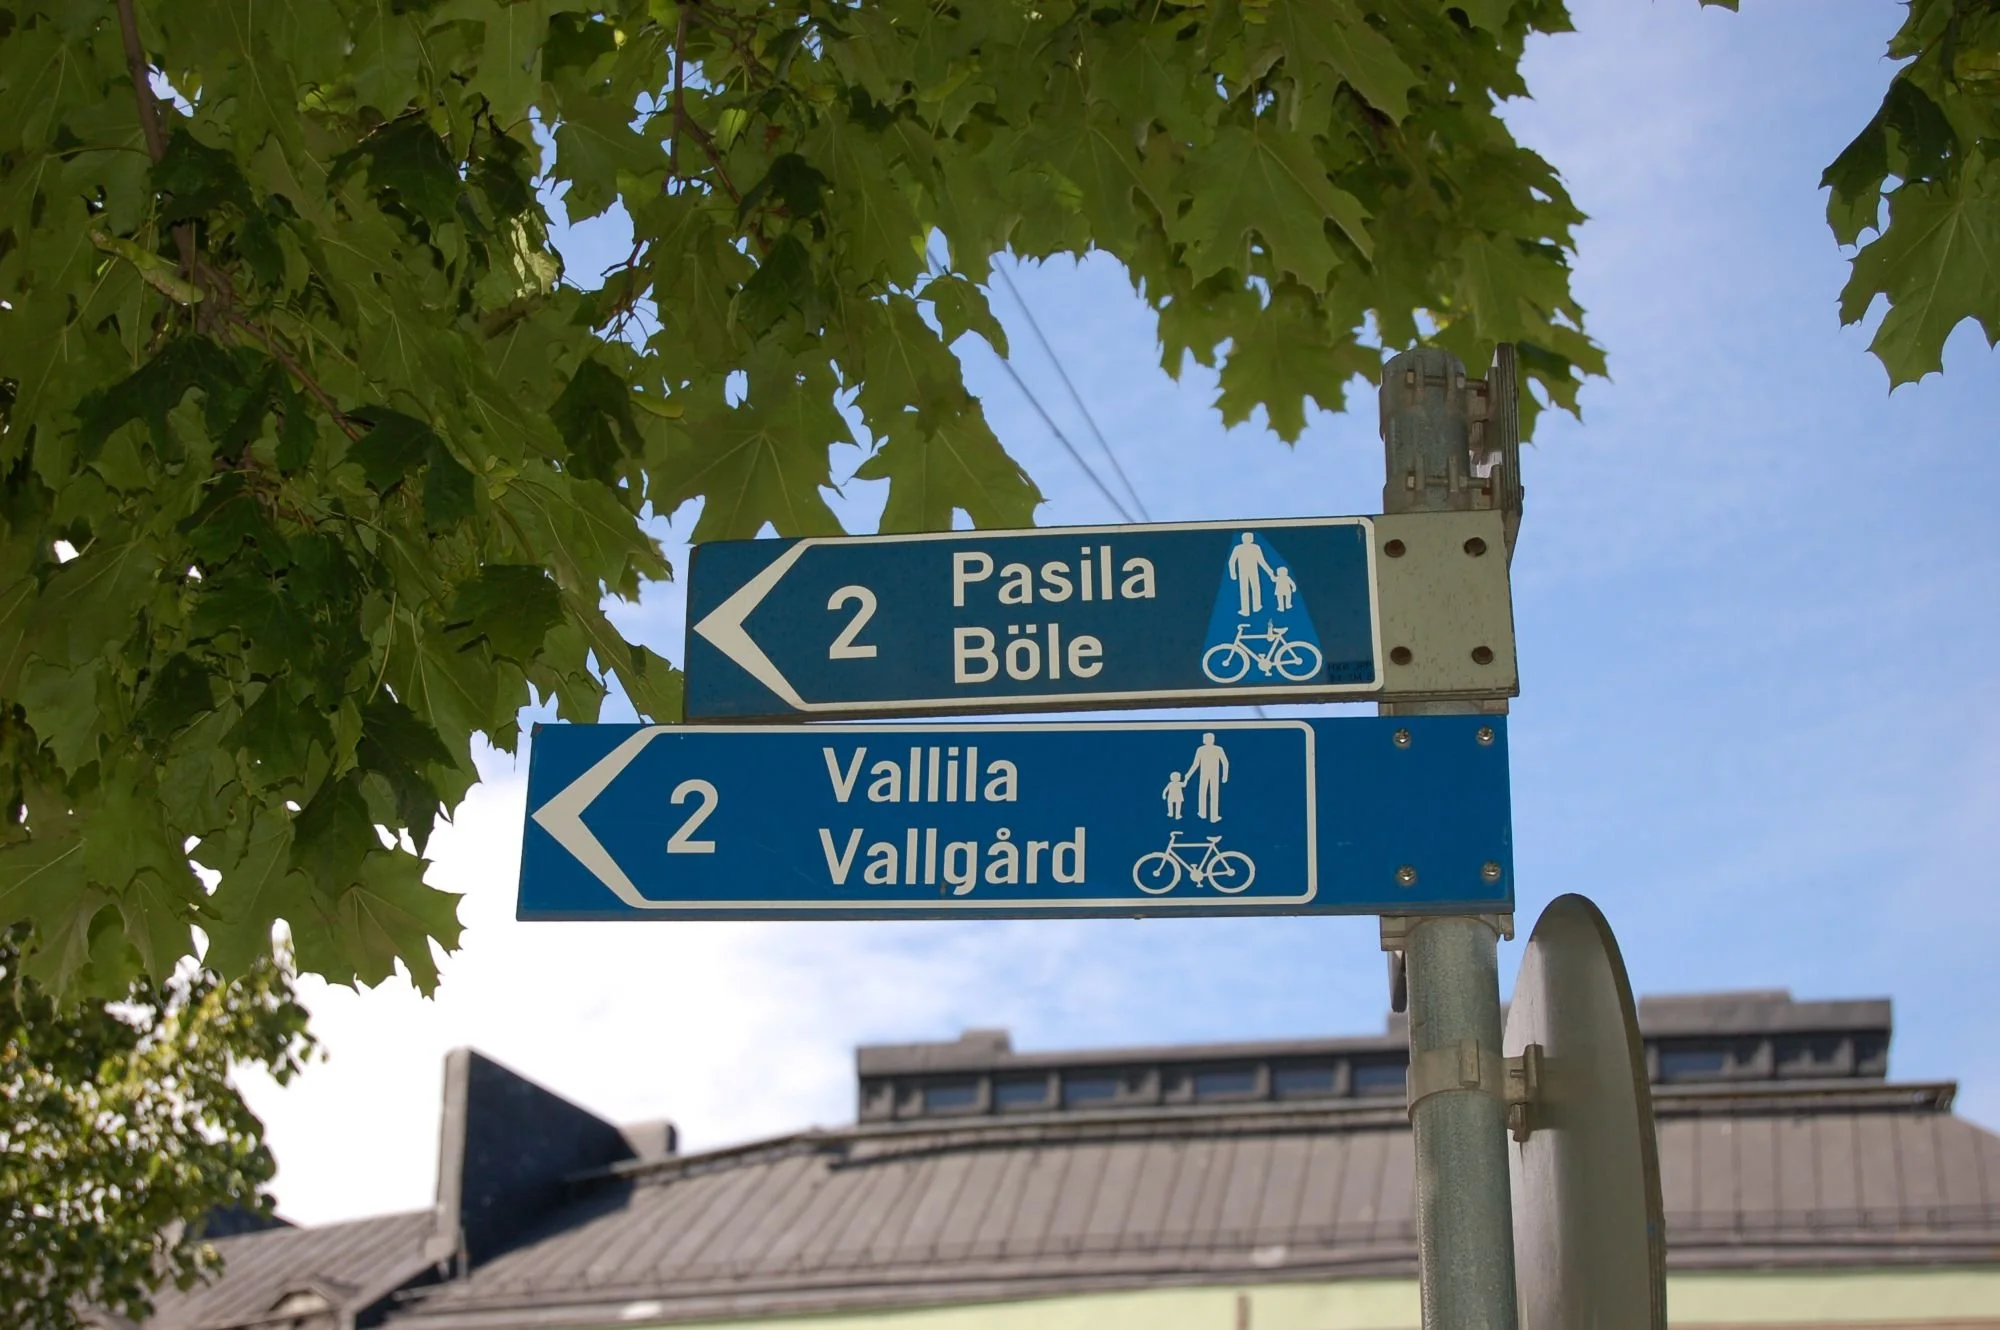 2 Pasila
Böle
2 Vallila
Vallgård